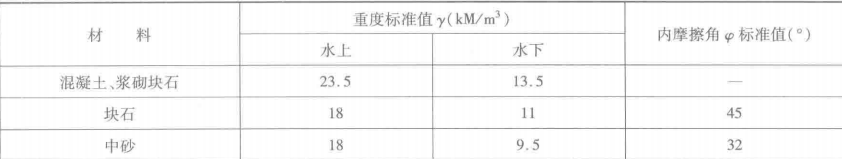 材 料 重度标准值 γ(kM/m³) 内摩擦角 φ 标准值(°)
水上 水下
混凝土、浆砌块石 23.5 13.5 —
块石 18 11 45
中砂 18 9.5 32